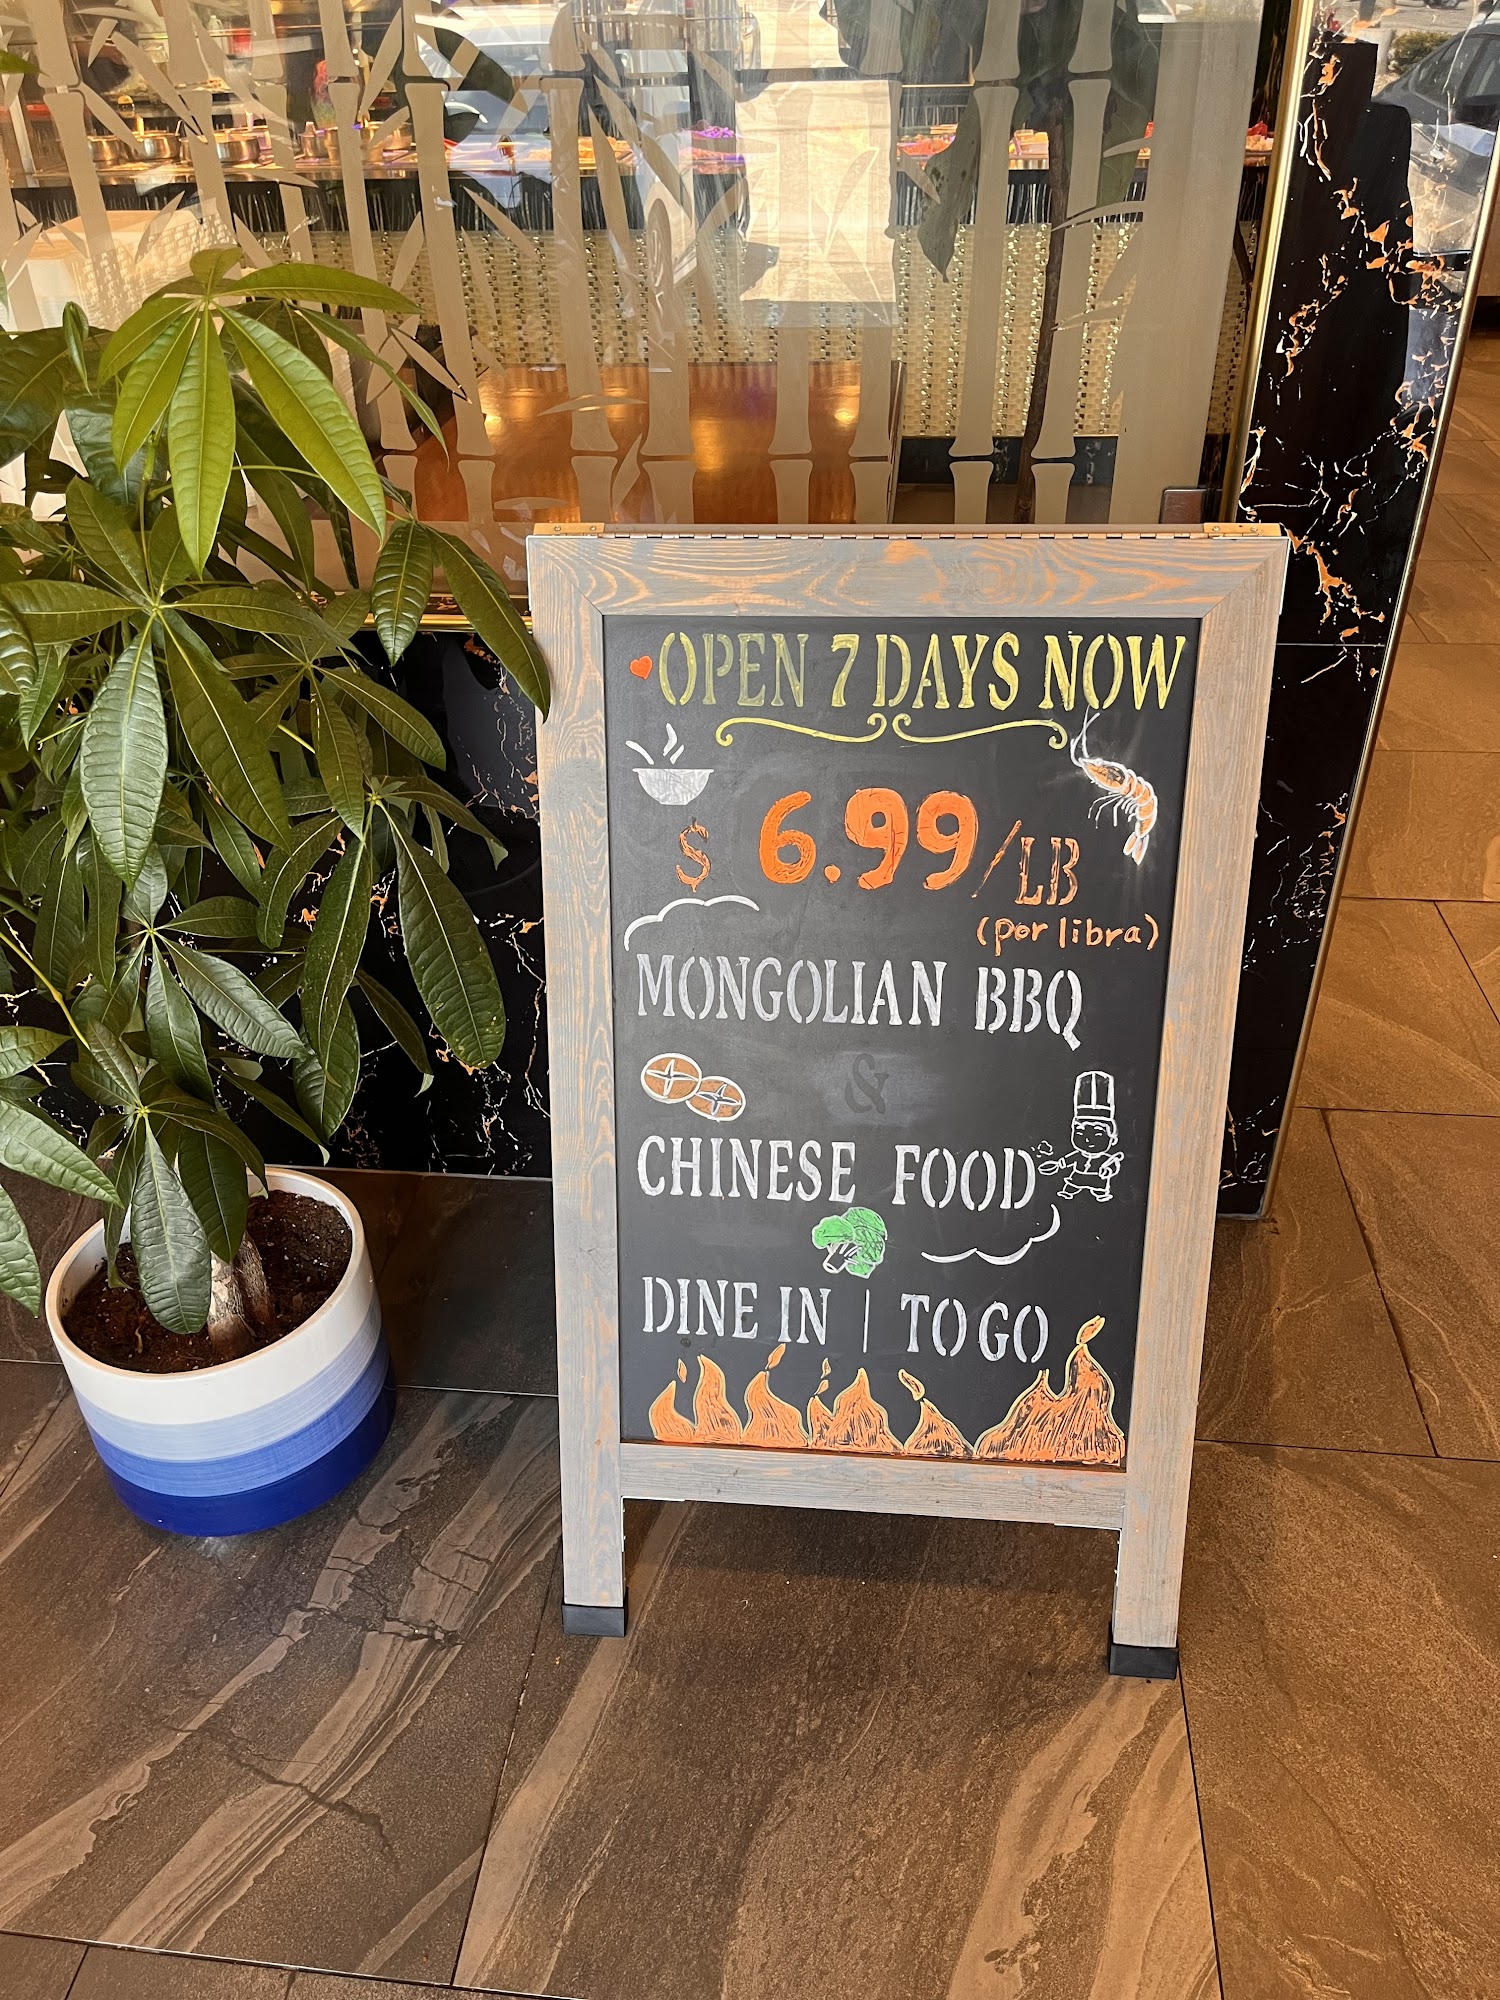 OPEN 7 DAYS NOW
$ 6.99/LB
(por libra)
MONGOLIAN BBQ
&
CHINESE FOOD
DINE IN | TO GO